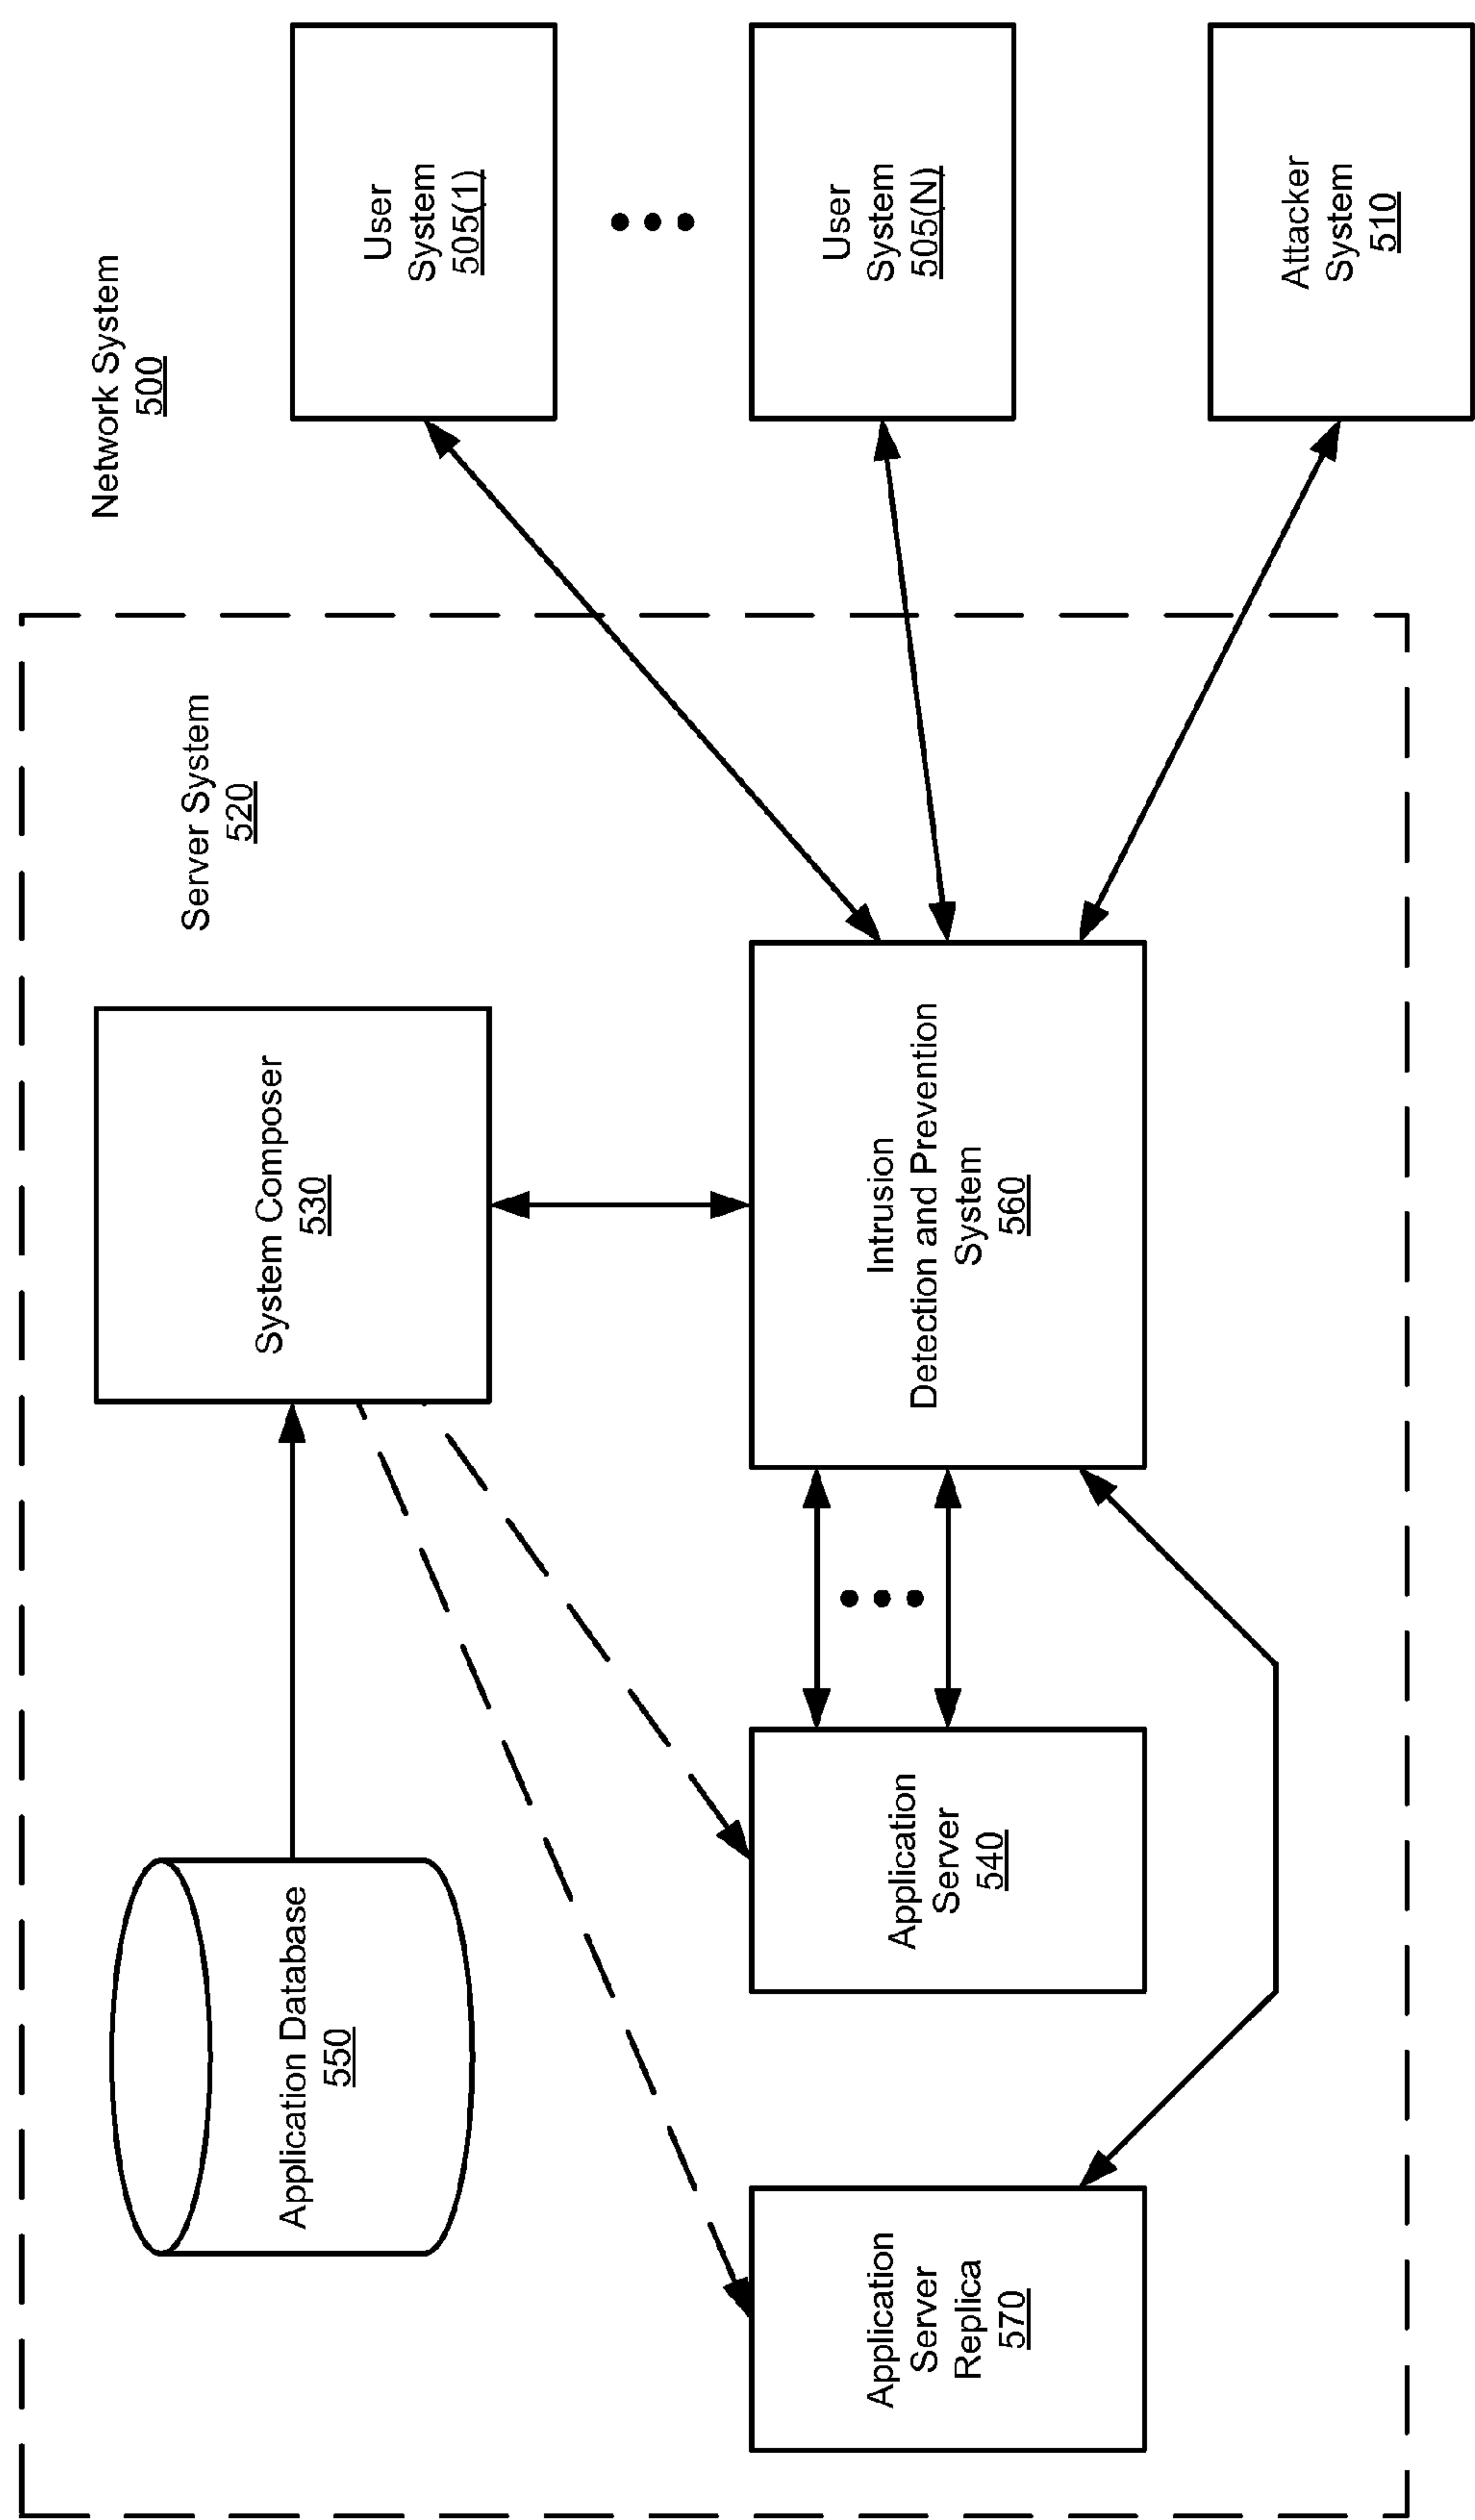 Network System
500
Server System
520
User
System
505(1)
User
System
505(N)
Attacker
System
510
System Composer
530
Application Database
550
Intrusion
Detection and Prevention
System
560
Application
Server
540
Application
Server
Replica
570